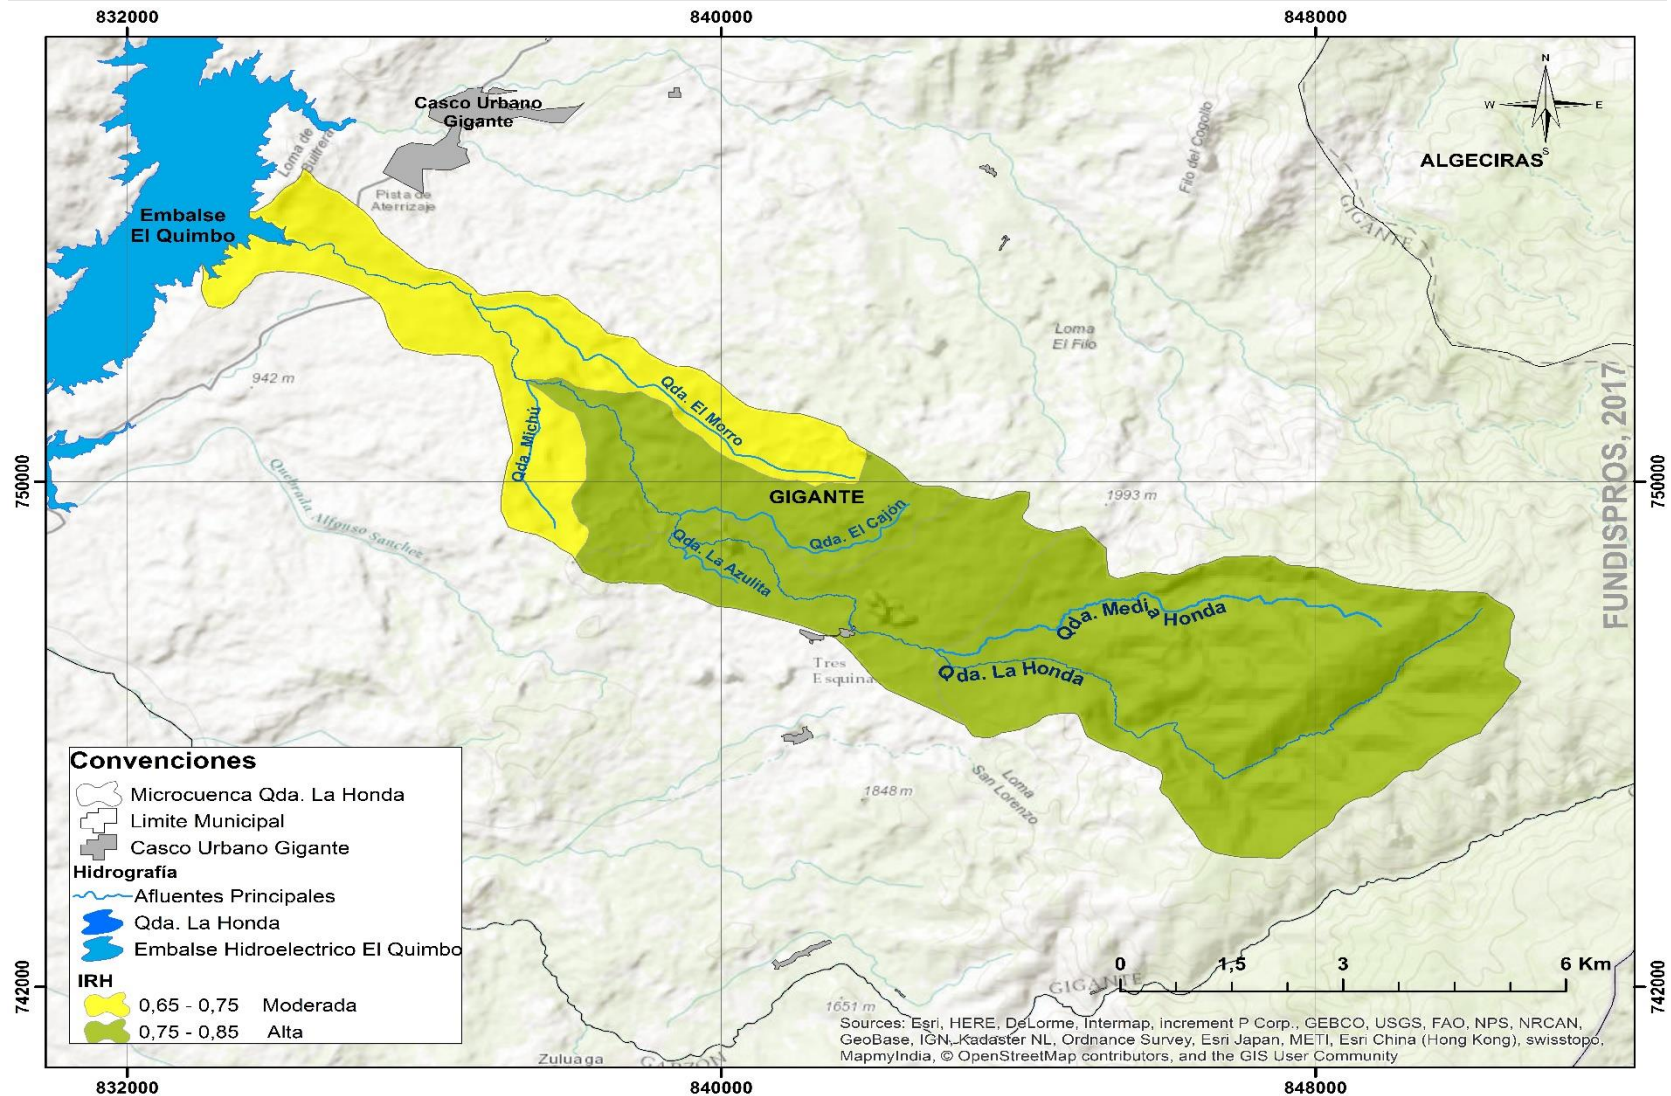 832000
840000
848000
N
W
E
S
Casco Urbano
Gigante
Loma de
Buitrera
Filo del Cogollo
ALGECIRAS
GIGANTE
Pista de
Aterrizaje
Embalse
El Quimbo
Loma
El Filo
942 m
Qda. El Morro
Qda. Michú
FUNDISPROS, 2017
750000
750000
Quebrada Alfonso Sanchez
GIGANTE
1993 m
Qda. El Cajón
Qda. La Azulita
Qda. Media Honda
Tres
Esquina
Qda. La Honda
Loma
San Lorenzo
1848 m
Convenciones
Microcuenca Qda. La Honda
Limite Municipal
Casco Urbano Gigante
Hidrografía
Afluentes Principales
Qda. La Honda
Embalse Hidroelectrico El Quimbo
IRH
0,65 - 0,75 Moderada
0,75 - 0,85 Alta
742000
742000
0 1,5 3 6 Km
GIGANTE
1651 m
Zuluaga
GARZON
Sources: Esri, HERE, DeLorme, Intermap, increment P Corp., GEBCO, USGS, FAO, NPS, NRCAN,
GeoBase, IGN, Kadaster NL, Ordnance Survey, Esri Japan, METI, Esri China (Hong Kong), swisstopo,
MapmyIndia, © OpenStreetMap contributors, and the GIS User Community
832000
840000
848000